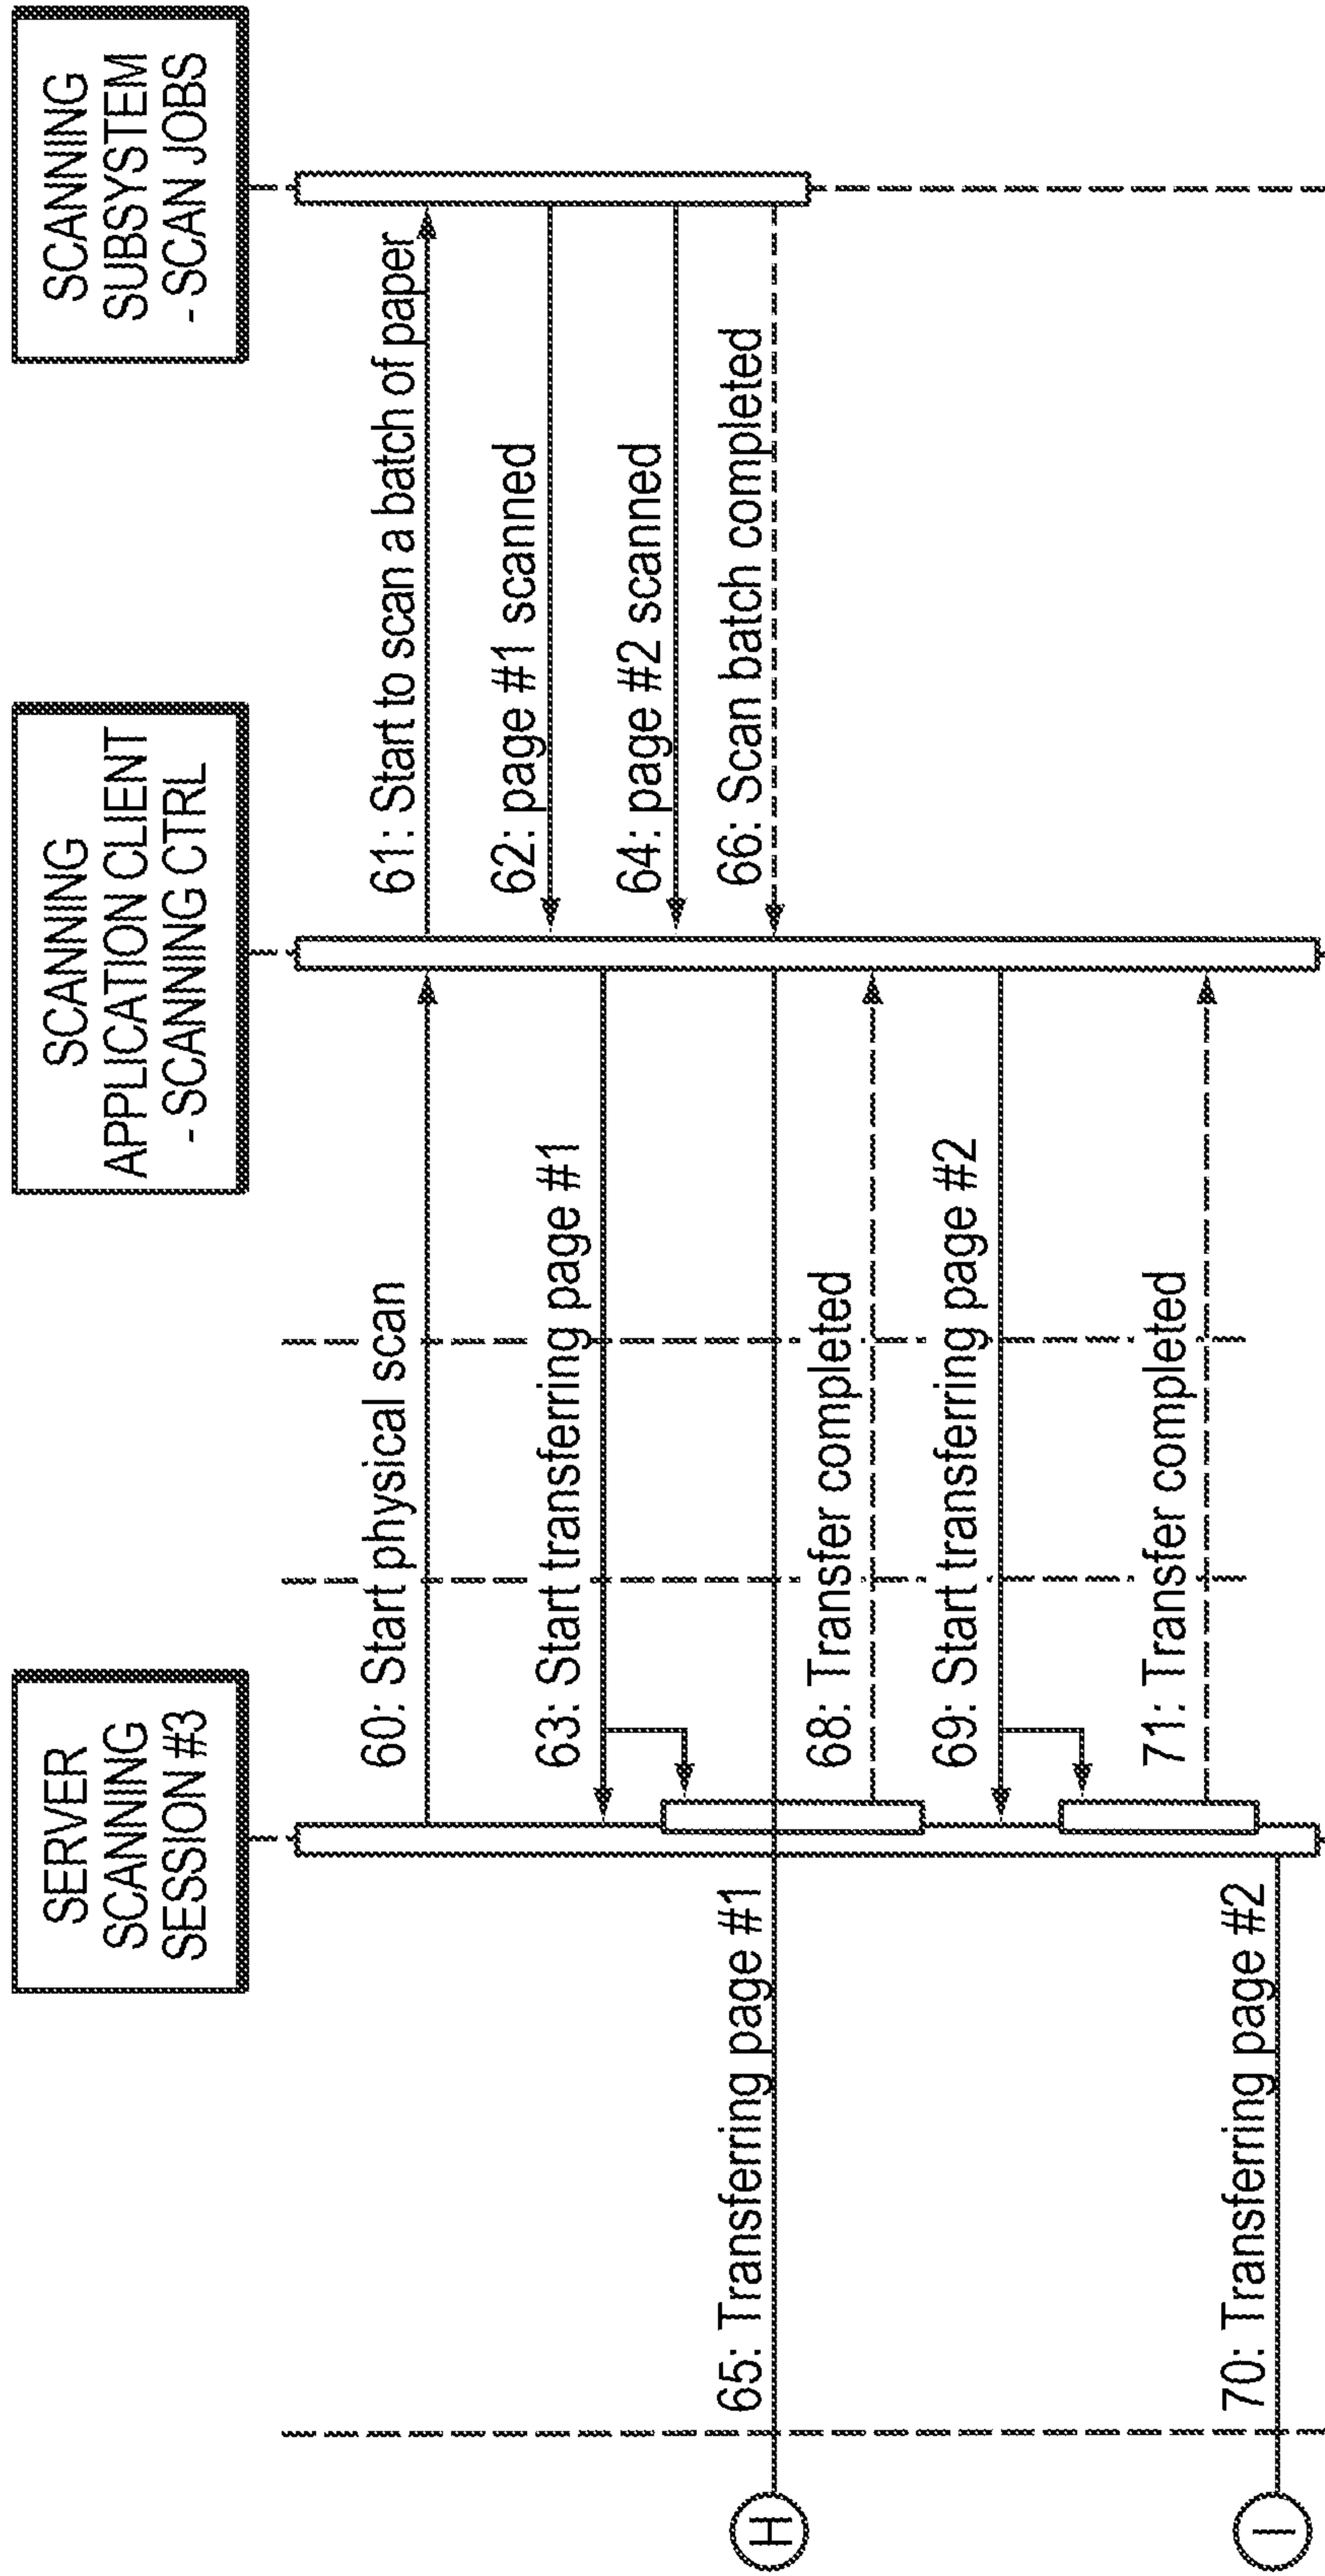 SERVER
SCANNING
SESSION #3
SCANNING
APPLICATION CLIENT
- SCANNING CTRL
SCANNING
SUBSYSTEM
- SCAN JOBS
60: Start physical scan
61: Start to scan a batch of paper
62: page #1 scanned
63: Start transferring page #1
64: page #2 scanned
65: Transferring page #1
66: Scan batch completed
H
68: Transfer completed
69: Start transferring page #2
71: Transfer completed
70: Transferring page #2
I